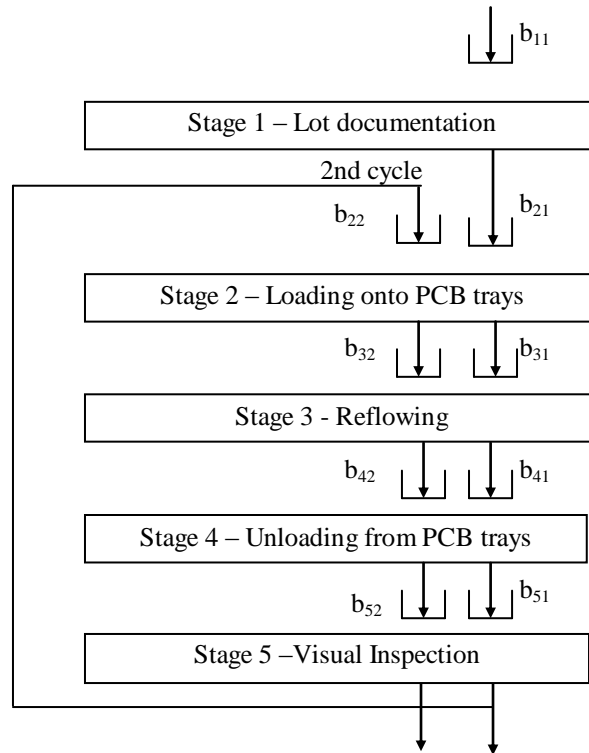 b11
Stage 1 – Lot documentation
2nd cycle
b22 b21
Stage 2 – Loading onto PCB trays
b32 b31
Stage 3 - Reflowing
b42 b41
Stage 4 – Unloading from PCB trays
b52 b51
Stage 5 –Visual Inspection